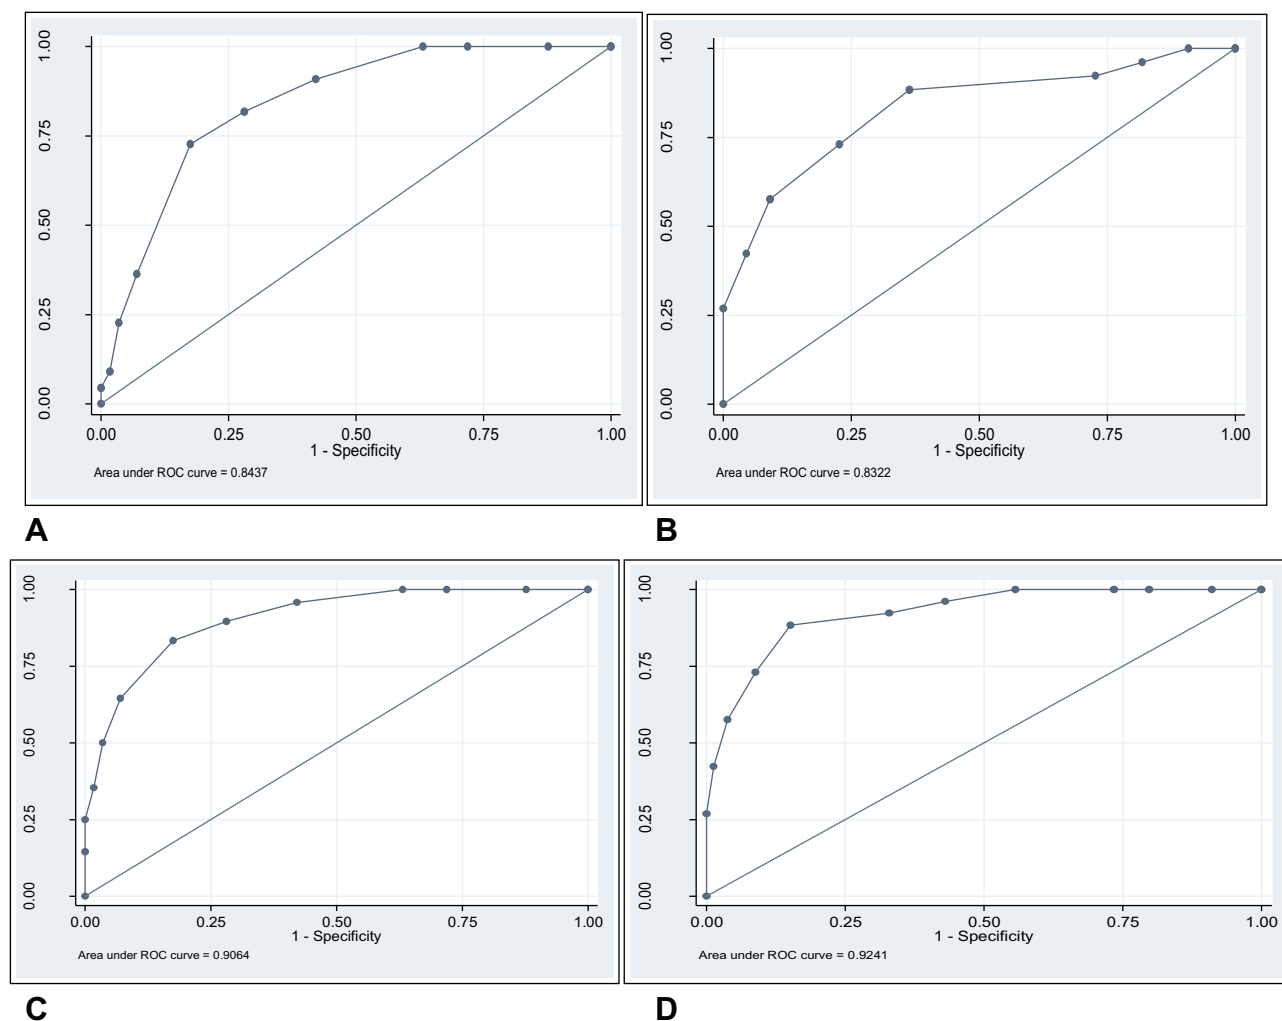 1.00
0.75
0.50
0.25
0.00
0.00 0.25 0.50 0.75 1.00
1 - Specificity
Area under ROC curve = 0.8437
A
1.00
0.75
0.50
0.25
0.00
0.00 0.25 0.50 0.75 1.00
1 - Specificity
Area under ROC curve = 0.8322
B
1.00
0.75
0.50
0.25
0.00
0.00 0.25 0.50 0.75 1.00
1 - Specificity
Area under ROC curve = 0.9064
C
1.00
0.75
0.50
0.25
0.00
0.00 0.25 0.50 0.75 1.00
1 - Specificity
Area under ROC curve = 0.9241
D